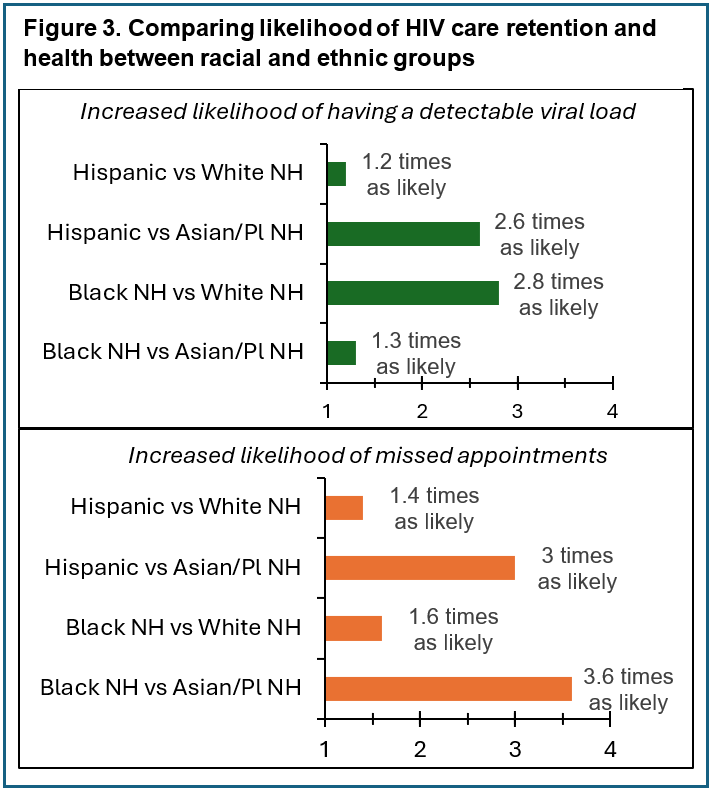 Figure 3. Comparing likelihood of HIV care retention and
health between racial and ethnic groups
Increased likelihood of having a detectable viral load
Hispanic vs White NH
1.2 times
as likely
Hispanic vs Asian/Pl NH
2.6 times
as likely
Black NH vs White NH
2.8 times
as likely
Black NH vs Asian/Pl NH
1.3 times
as likely
1 2 3 4
Increased likelihood of missed appointments
Hispanic vs White NH
1.4 times
as likely
Hispanic vs Asian/Pl NH
3 times
as likely
Black NH vs White NH
1.6 times
as likely
Black NH vs Asian/Pl NH
3.6 times
as likely
1 2 3 4